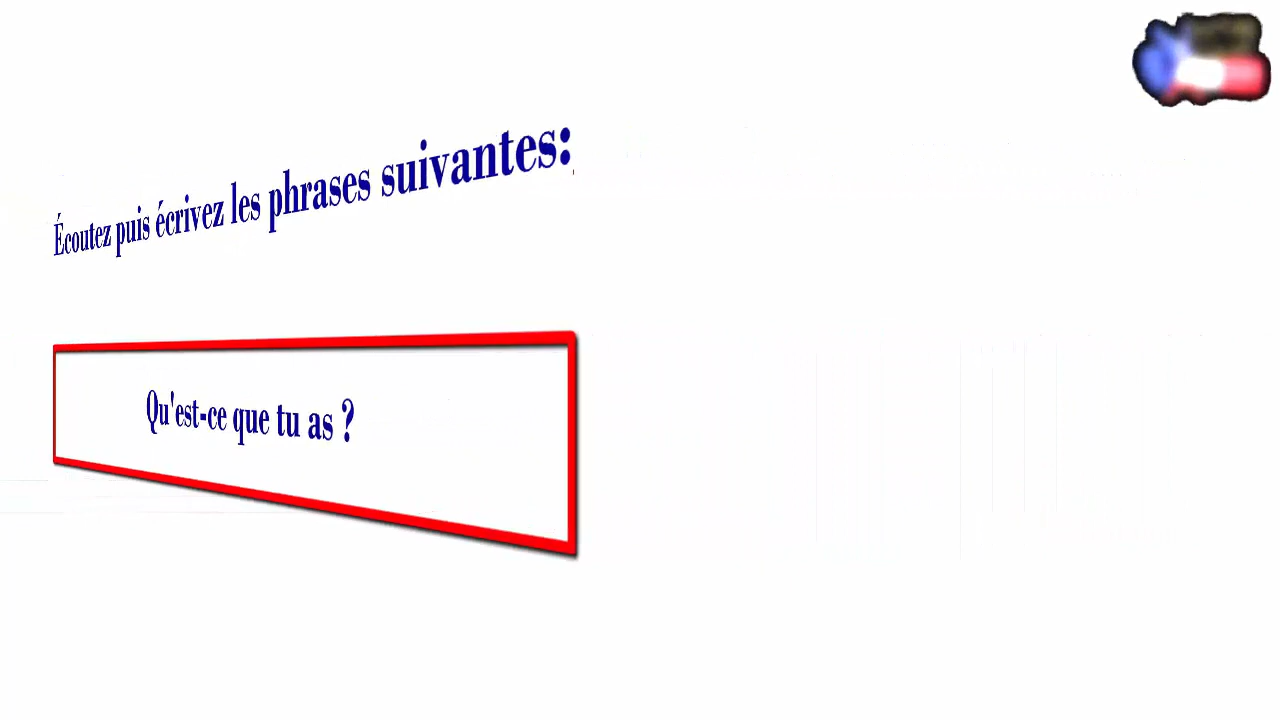 Écoutez puis écrivez les phrases suivantes:
Qu'est-ce que tu as ?